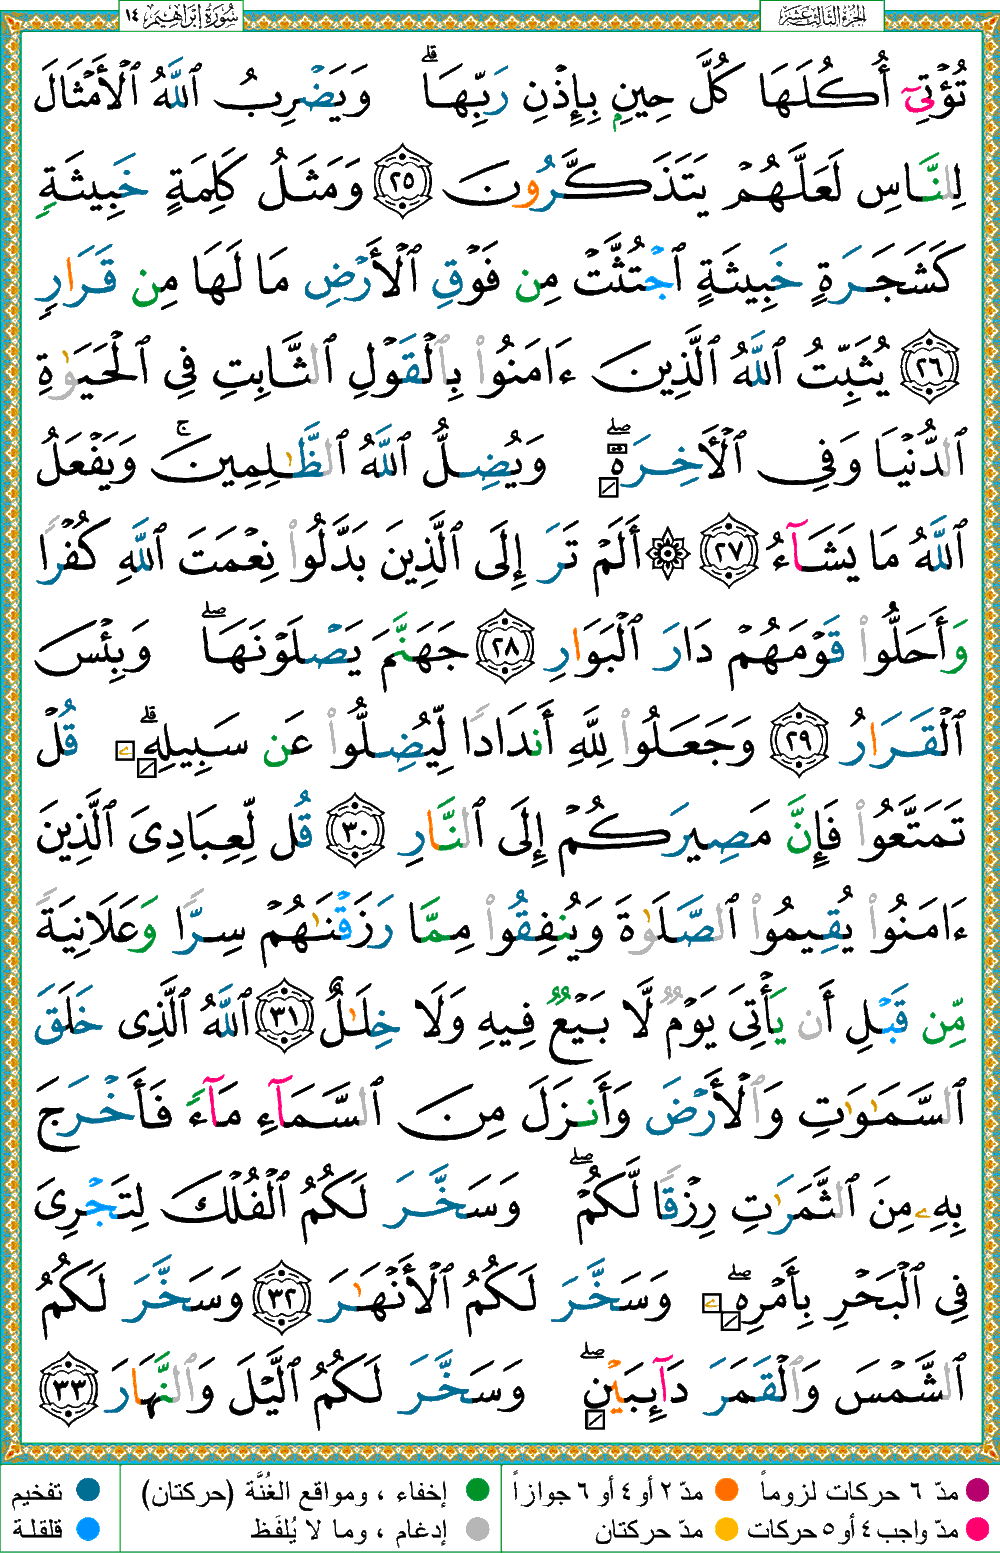 الجزء الثالث عشر
سورة إبراهيم ١٤
تُؤْتِىٓ أُكُلَهَا كُلَّ حِينٍۭ بِإِذْنِ رَبِّهَا ۗ وَيَضْرِبُ ٱللَّهُ ٱلْأَمْثَالَ
لِلنَّاسِ لَعَلَّهُمْ يَتَذَكَّرُونَ ٢٥ وَمَثَلُ كَلِمَةٍ خَبِيثَةٍۢ
كَشَجَرَةٍ خَبِيثَةٍ ٱجْتُثَّتْ مِن فَوْقِ ٱلْأَرْضِ مَا لَهَا مِن قَرَارٍۢ
٢٦ يُثَبِّتُ ٱللَّهُ ٱلَّذِينَ ءَامَنُوا۟ بِٱلْقَوْلِ ٱلثَّابِتِ فِى ٱلْحَيَوٰةِ
ٱلدُّنْيَا وَفِى ٱلْأَخِرَةِ ۖ وَيُضِلُّ ٱللَّهُ ٱلظَّـٰلِمِينَ ۚ وَيَفْعَلُ
ٱللَّهُ مَا يَشَآءُ ٢٧ ۞ أَلَمْ تَرَ إِلَى ٱلَّذِينَ بَدَّلُوا۟ نِعْمَتَ ٱللَّهِ كُفْرًا
وَأَحَلُّوا۟ قَوْمَهُمْ دَارَ ٱلْبَوَارِ ٢٨ جَهَنَّمَ يَصْلَوْنَهَا ۖ وَبِئْسَ
ٱلْقَرَارُ ٢٩ وَجَعَلُوا۟ لِلَّهِ أَندَادًا لِّيُضِلُّوا۟ عَن سَبِيلِهِۦ ۗ قُلْ
تَمَتَّعُوا۟ فَإِنَّ مَصِيرَكُمْ إِلَى ٱلنَّارِ ٣٠ قُل لِّعِبَادِىَ ٱلَّذِينَ
ءَامَنُوا۟ يُقِيمُوا۟ ٱلصَّلَوٰةَ وَيُنفِقُوا۟ مِمَّا رَزَقْنَـٰهُمْ سِرًّا وَعَلَانِيَةً
مِّن قَبْلِ أَن يَأْتِىَ يَوْمٌ لَّا بَيْعٌ فِيهِ وَلَا خِلَـٰلٌ ٣١ ٱللَّهُ ٱلَّذِى خَلَقَ
ٱلسَّمَـٰوَٰتِ وَٱلْأَرْضَ وَأَنزَلَ مِنَ ٱلسَّمَآءِ مَآءً فَأَخْرَجَ
بِهِۦ مِنَ ٱلثَّمَرَٰتِ رِزْقًا لَّكُمْ ۖ وَسَخَّرَ لَكُمُ ٱلْفُلْكَ لِتَجْرِىَ
فِى ٱلْبَحْرِ بِأَمْرِهِۦ ۖ وَسَخَّرَ لَكُمُ ٱلْأَنْهَـٰرَ ٣٢ وَسَخَّرَ لَكُمُ
ٱلشَّمْسَ وَٱلْقَمَرَ دَآئِبَيْنِ ۖ وَسَخَّرَ لَكُمُ ٱلَّيْلَ وَٱلنَّهَارَ ٣٣
مدّ ٦ حركات لزوماً مدّ ٢ أو ٤ أو ٦ جوازاً إخفاء ، ومواقع الغُنَّة (حركتان) تفخيم
مدّ واجب ٤ أو ٥ حركات مدّ حركتان إدغام ، وما لا يُلفَظ قلقلة